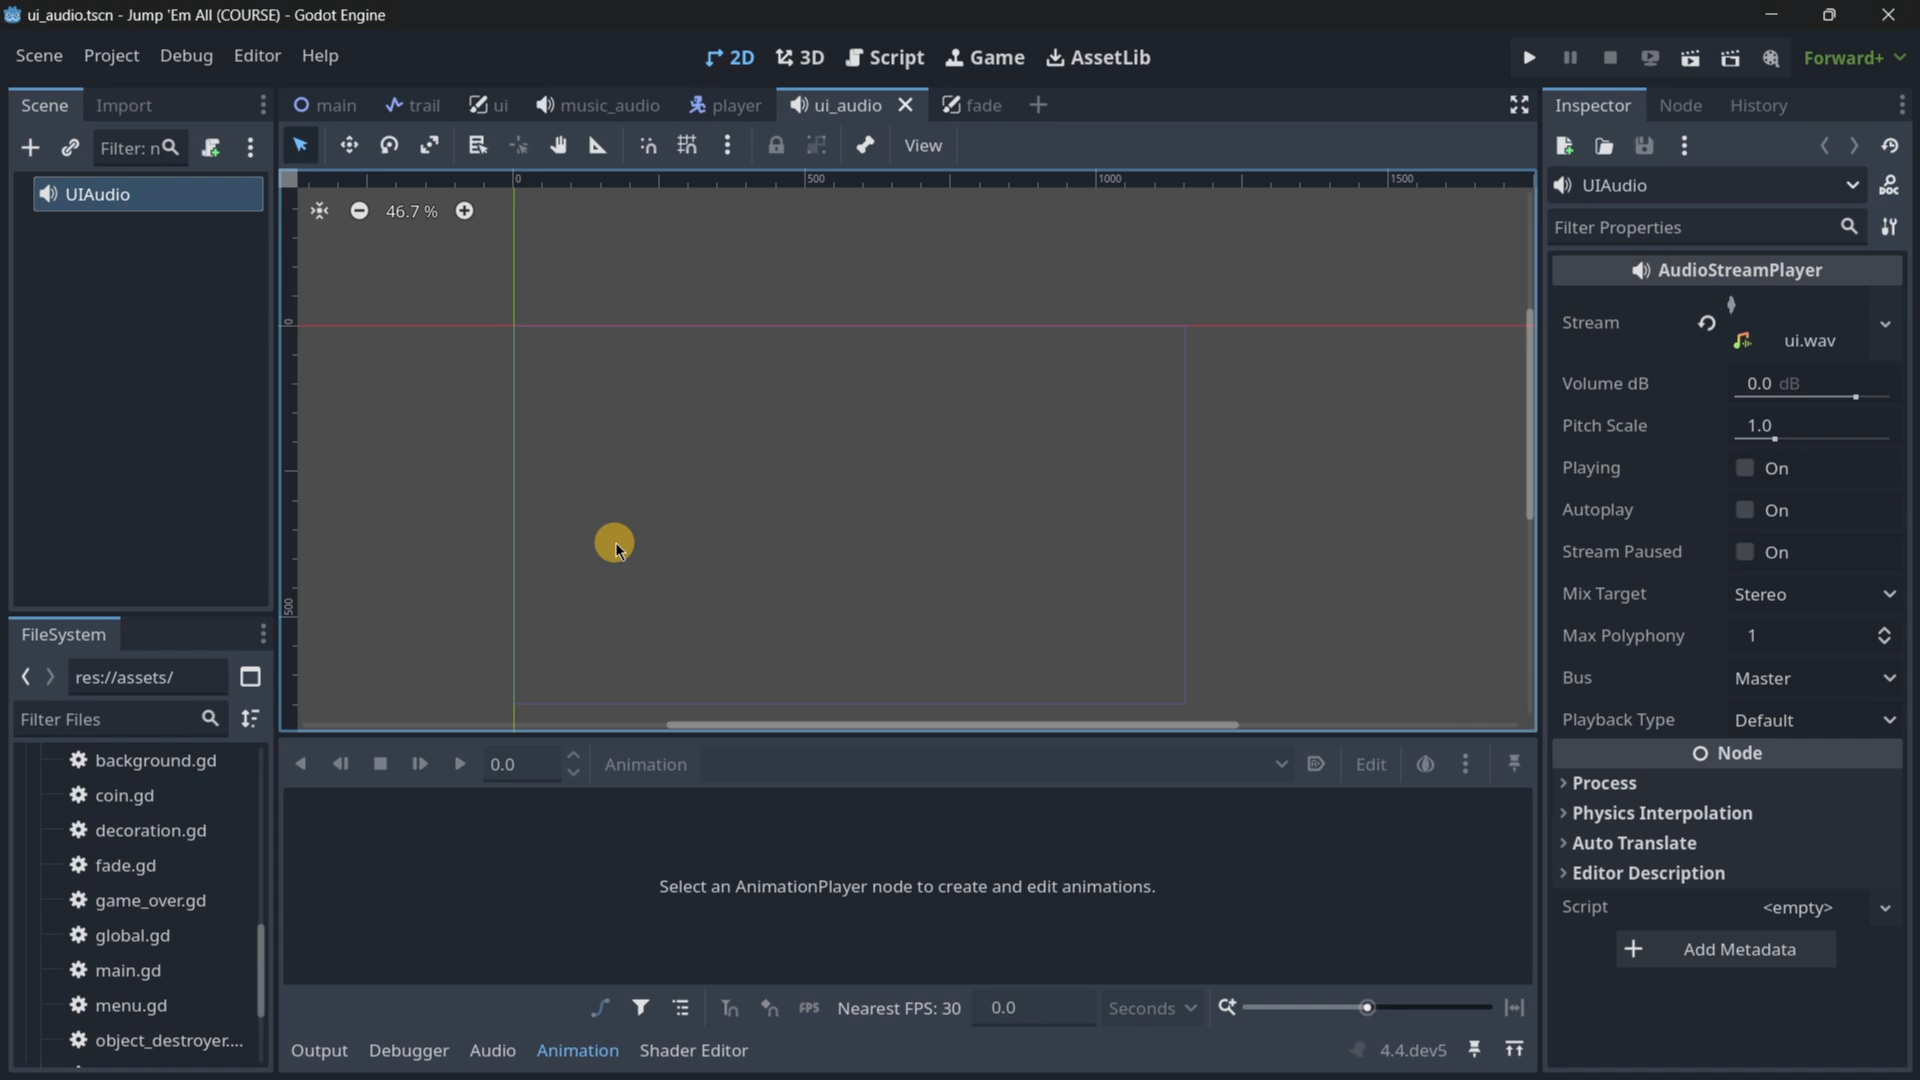 ui_audio.tscn - Jump 'Em All (COURSE) - Godot Engine
Scene Project Debug Editor Help
2D 3D Script Game AssetLib
Forward+
Scene Import
main trail ui music_audio player ui_audio fade
Inspector Node History
Filter: n
View
UIAudio
0 500 1000 1500
46.7 %
0
500
UIAudio
Filter Properties
AudioStreamPlayer
Stream ui.wav
Volume dB 0.0 dB
Pitch Scale 1.0
Playing On
Autoplay On
Stream Paused On
Mix Target Stereo
Max Polyphony 1
Bus Master
Playback Type Default
Node
Process
Physics Interpolation
Auto Translate
Editor Description
Script <empty>
Add Metadata
FileSystem
res://assets/
Filter Files
background.gd
coin.gd
decoration.gd
fade.gd
game_over.gd
global.gd
main.gd
menu.gd
object_destroyer....
0.0 Animation Edit
Select an AnimationPlayer node to create and edit animations.
FPS Nearest FPS: 30 0.0 Seconds
Output Debugger Audio Animation Shader Editor
4.4.dev5